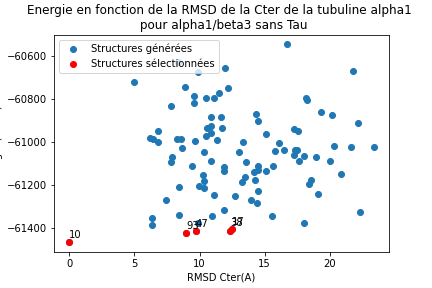 Energie en fonction de la RMSD de la Cter de la tubuline alpha1
pour alpha1/beta3 sans Tau
Structures générées
Structures sélectionnées
−60600
−60800
−61000
−61200
−61400
10
0
5
10
15
20
RMSD Cter(A)